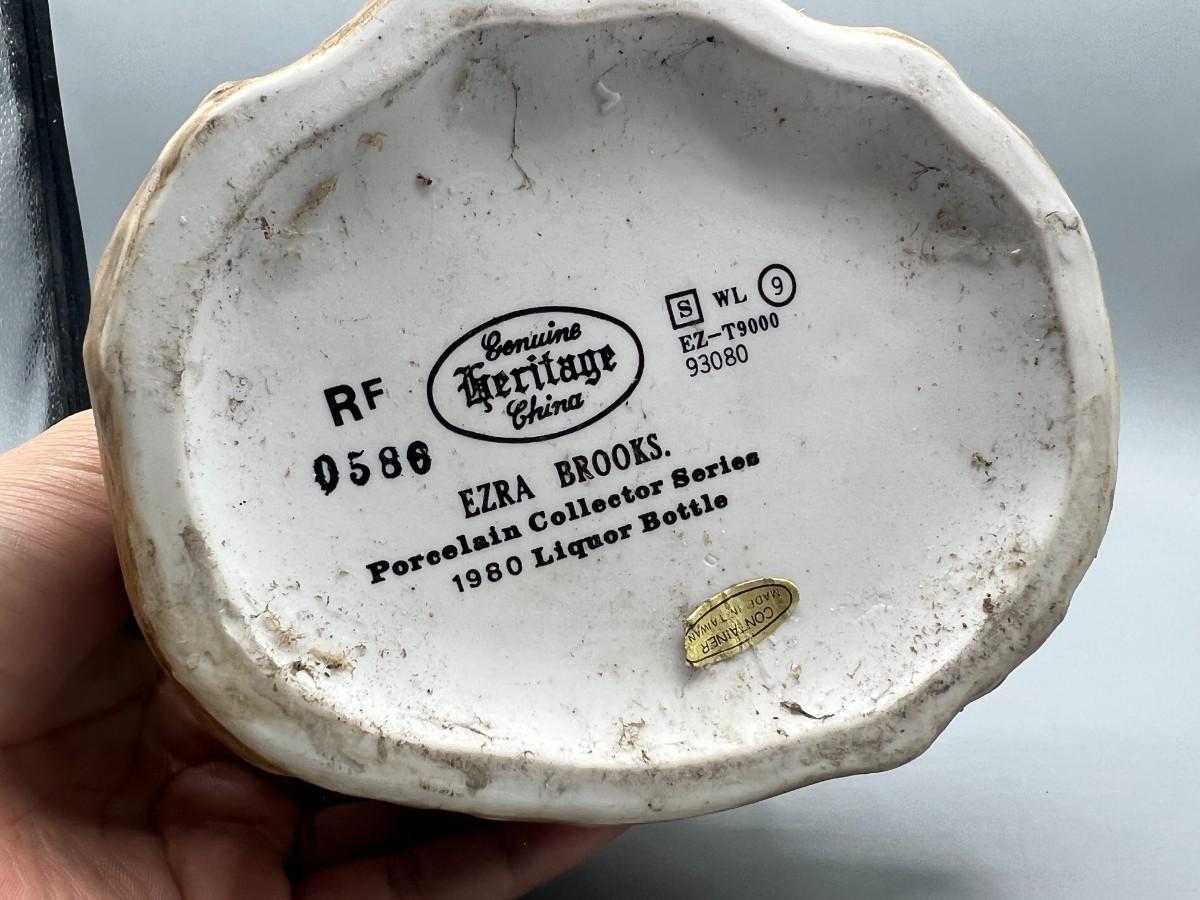 Genuine
Heritage
China
S WL 9
EZ-T9000
93080
RF
0586
EZRA BROOKS.
Porcelain Collector Series
1980 Liquor Bottle
CONTAINER
MADE IN TAIWAN